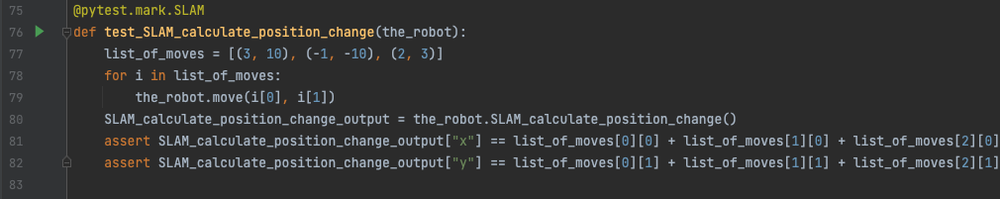 75 @pytest.mark.SLAM
76 def test_SLAM_calculate_position_change(the_robot):
77     list_of_moves = [(3, 10), (-1, -10), (2, 3)]
78     for i in list_of_moves:
79         the_robot.move(i[0], i[1])
80     SLAM_calculate_position_change_output = the_robot.SLAM_calculate_position_change()
81     assert SLAM_calculate_position_change_output["x"] == list_of_moves[0][0] + list_of_moves[1][0] + list_of_moves[2][0]
82     assert SLAM_calculate_position_change_output["y"] == list_of_moves[0][1] + list_of_moves[1][1] + list_of_moves[2][1]
83